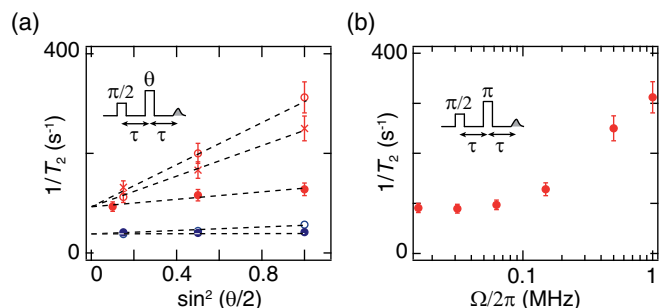 (a)
400
1/T₂ (s⁻¹)
0
π/2
θ
τ
τ
0
0.4
0.8
sin² (θ/2)
(b)
400
1/T₂ (s⁻¹)
0
π/2
π
τ
τ
0.1
1
Ω/2π (MHz)